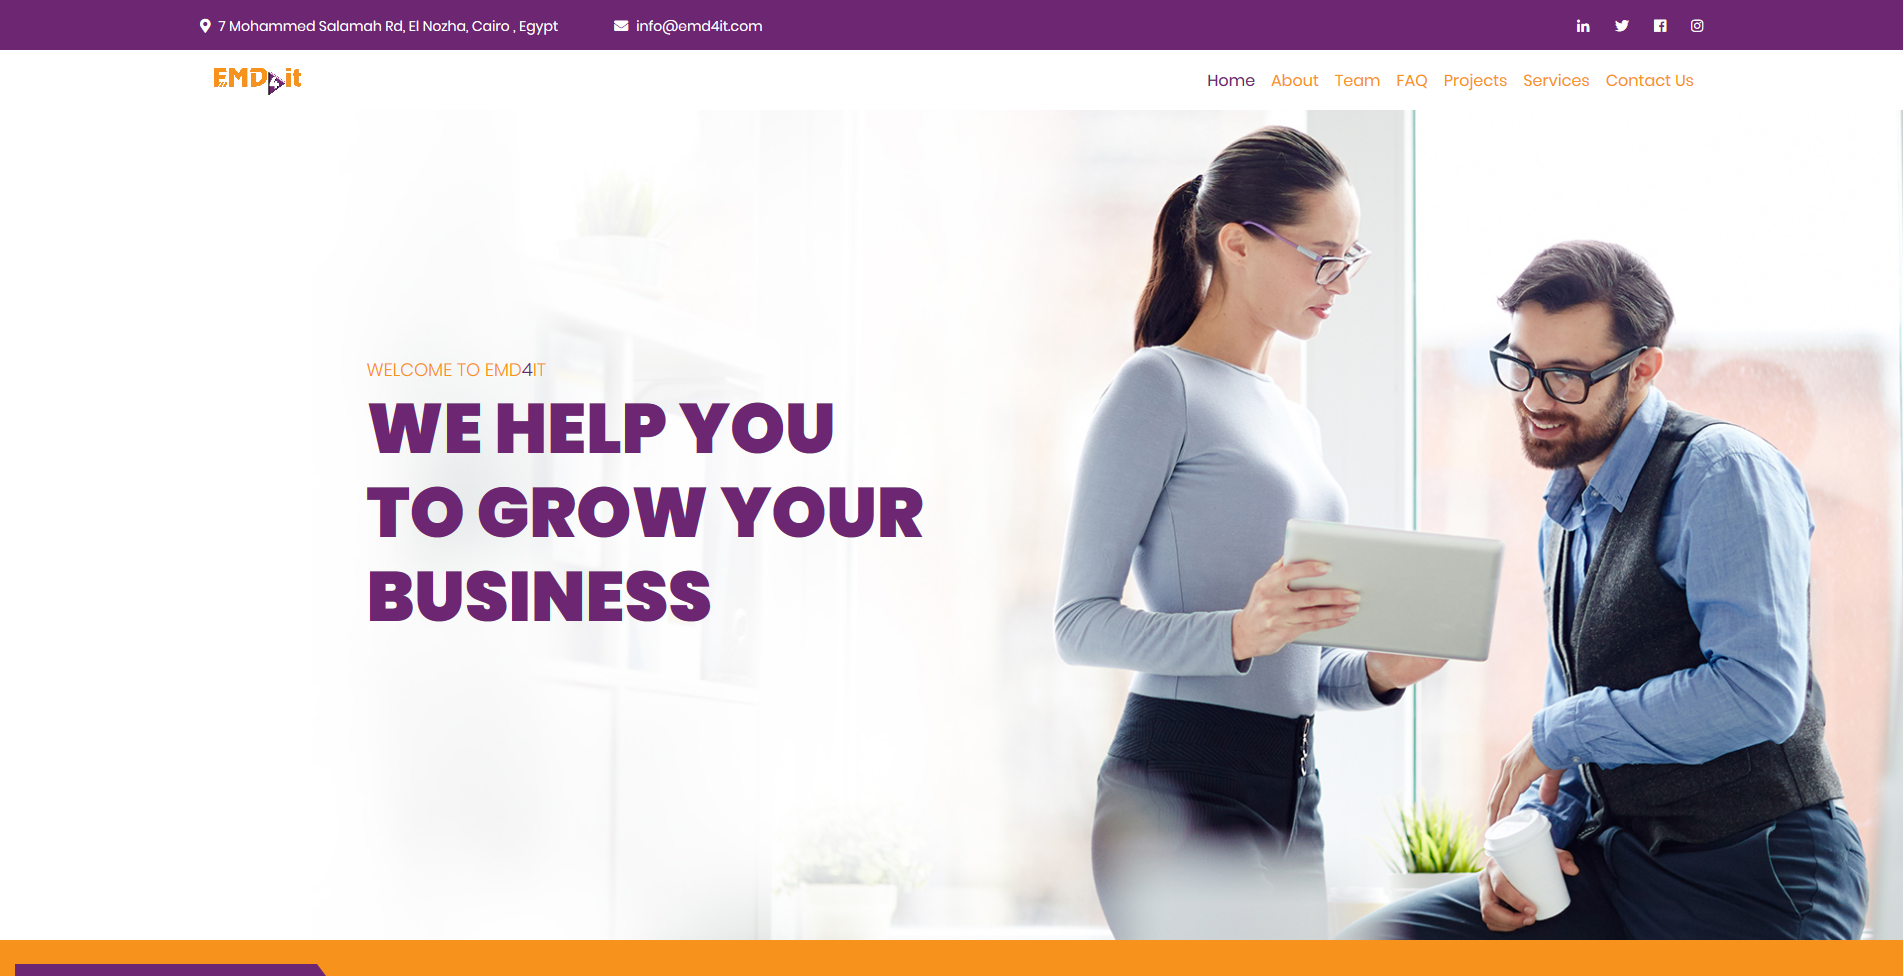 7 Mohammed Salamah Rd, El Nozha, Cairo , Egypt
info@emd4it.com
EMD4it
Home About Team FAQ Projects Services Contact Us
WELCOME TO EMD4IT
WE HELP YOU
TO GROW YOUR
BUSINESS